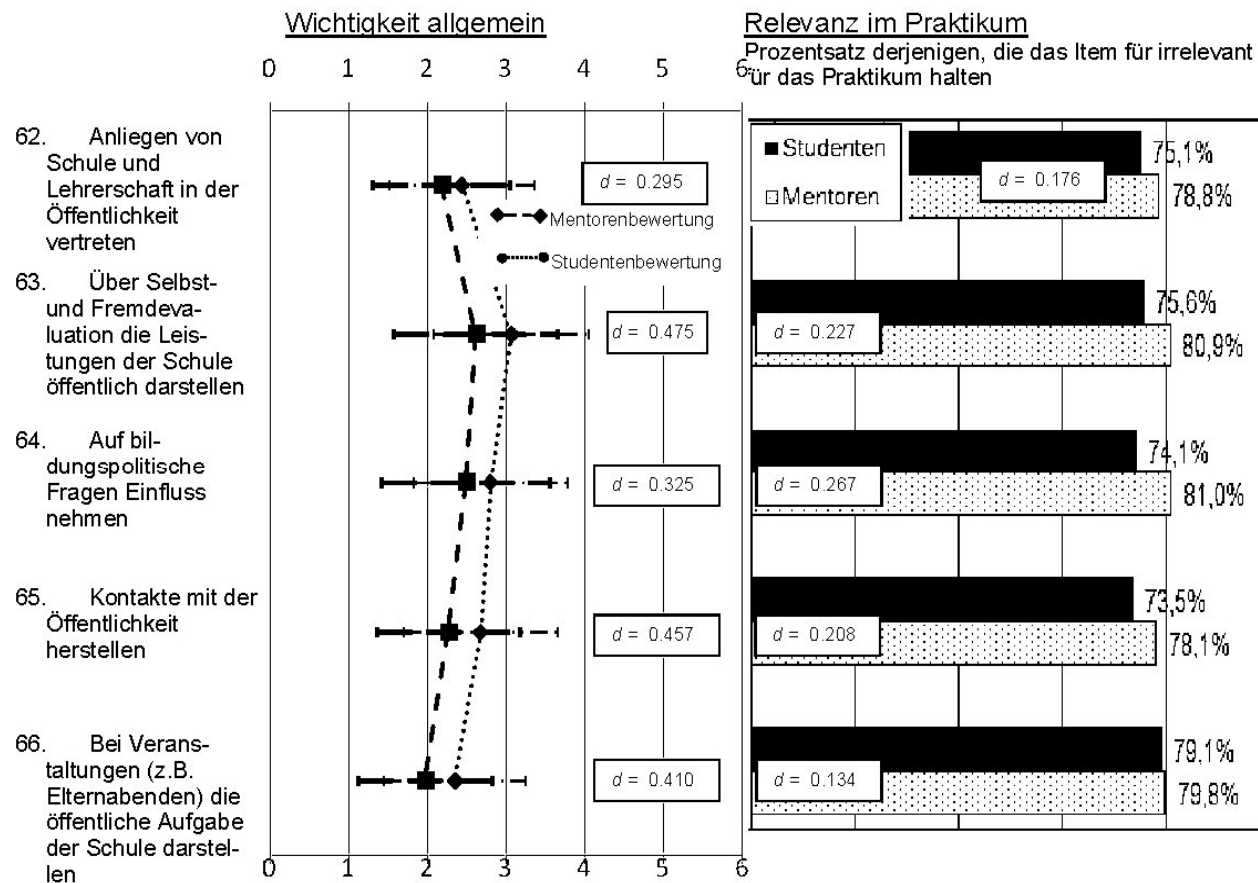 Wichtigkeit allgemein
Relevanz im Praktikum
Prozentsatz derjenigen, die das Item für irrelevant
für das Praktikum halten
0 1 2 3 4 5 6
62. Anliegen von
Schule und
Lehrerschaft in der
Öffentlichkeit
vertreten
d = 0.295
Mentorenbewertung
Studentenbewertung
Studenten
Mentoren
75,1%
d = 0.176
78,8%
63. Über Selbst-
und Fremdeva-
luation die Leis-
tungen der Schule
öffentlich darstellen
d = 0.475
75,6%
d = 0.227
80,9%
64. Auf bil-
dungspolitische
Fragen Einfluss
nehmen
d = 0.325
74,1%
d = 0.267
81,0%
65. Kontakte mit der
Öffentlichkeit
herstellen
d = 0.457
73,5%
d = 0.208
78,1%
66. Bei Verans-
taltungen (z.B.
Elternabenden) die
öffentliche Aufgabe
der Schule darstel-
len
d = 0.410
79,1%
d = 0.134
79,8%
0 1 2 3 4 5 6